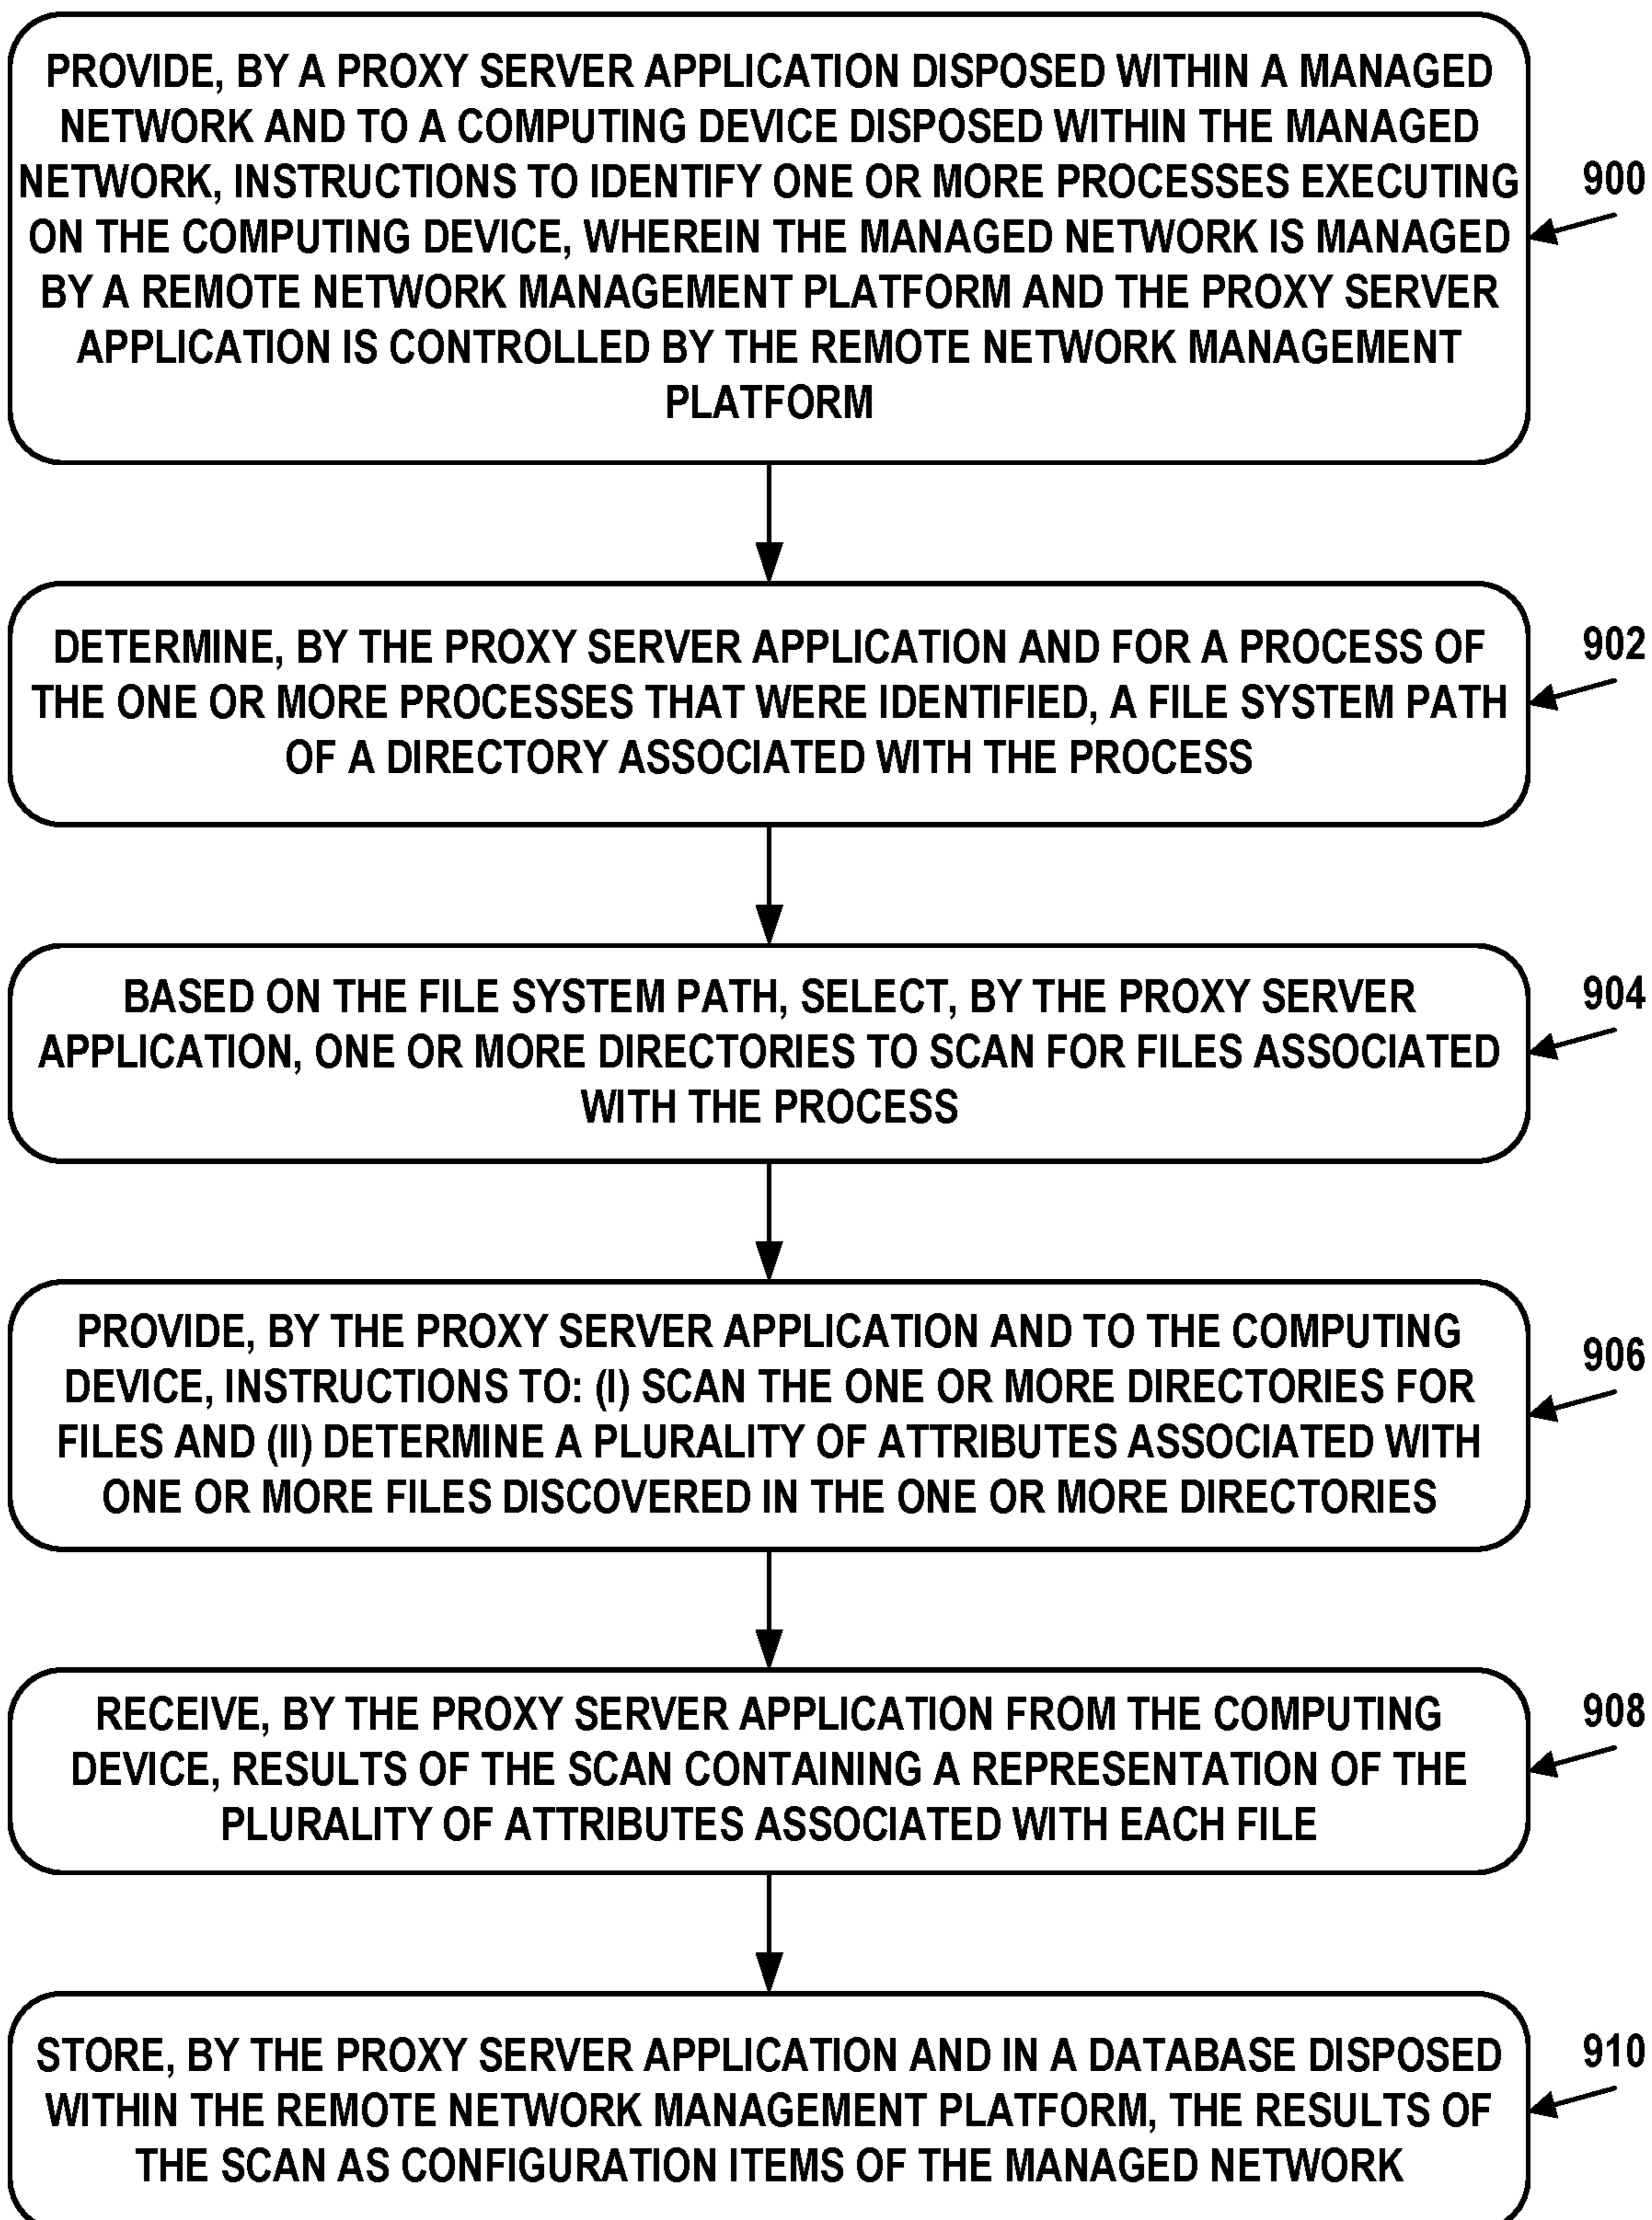 PROVIDE, BY A PROXY SERVER APPLICATION DISPOSED WITHIN A MANAGED
NETWORK AND TO A COMPUTING DEVICE DISPOSED WITHIN THE MANAGED
NETWORK, INSTRUCTIONS TO IDENTIFY ONE OR MORE PROCESSES EXECUTING
ON THE COMPUTING DEVICE, WHEREIN THE MANAGED NETWORK IS MANAGED
BY A REMOTE NETWORK MANAGEMENT PLATFORM AND THE PROXY SERVER
APPLICATION IS CONTROLLED BY THE REMOTE NETWORK MANAGEMENT
PLATFORM
900
DETERMINE, BY THE PROXY SERVER APPLICATION AND FOR A PROCESS OF
THE ONE OR MORE PROCESSES THAT WERE IDENTIFIED, A FILE SYSTEM PATH
OF A DIRECTORY ASSOCIATED WITH THE PROCESS
902
BASED ON THE FILE SYSTEM PATH, SELECT, BY THE PROXY SERVER
APPLICATION, ONE OR MORE DIRECTORIES TO SCAN FOR FILES ASSOCIATED
WITH THE PROCESS
904
PROVIDE, BY THE PROXY SERVER APPLICATION AND TO THE COMPUTING
DEVICE, INSTRUCTIONS TO: (I) SCAN THE ONE OR MORE DIRECTORIES FOR
FILES AND (II) DETERMINE A PLURALITY OF ATTRIBUTES ASSOCIATED WITH
ONE OR MORE FILES DISCOVERED IN THE ONE OR MORE DIRECTORIES
906
RECEIVE, BY THE PROXY SERVER APPLICATION FROM THE COMPUTING
DEVICE, RESULTS OF THE SCAN CONTAINING A REPRESENTATION OF THE
PLURALITY OF ATTRIBUTES ASSOCIATED WITH EACH FILE
908
STORE, BY THE PROXY SERVER APPLICATION AND IN A DATABASE DISPOSED
WITHIN THE REMOTE NETWORK MANAGEMENT PLATFORM, THE RESULTS OF
THE SCAN AS CONFIGURATION ITEMS OF THE MANAGED NETWORK
910